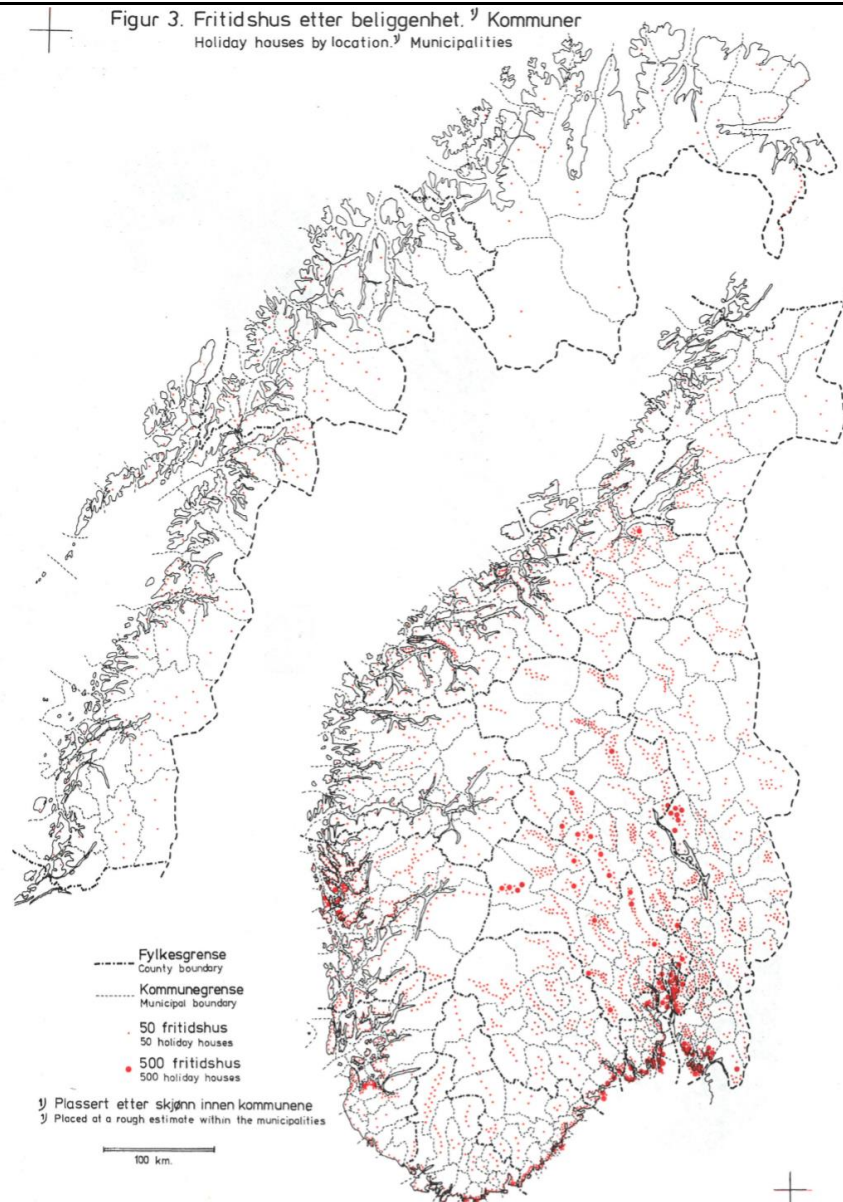 Figur 3. Fritidshus etter beliggenhet. 1) Kommuner
Holiday houses by location. 1) Municipalities
Fylkesgrense
County boundary
Kommunegrense
Municipal boundary
50 fritidshus
50 holiday houses
500 fritidshus
500 holiday houses
1) Plassert etter skjønn innen kommunene
1) Placed at a rough estimate within the municipalities
100 km.